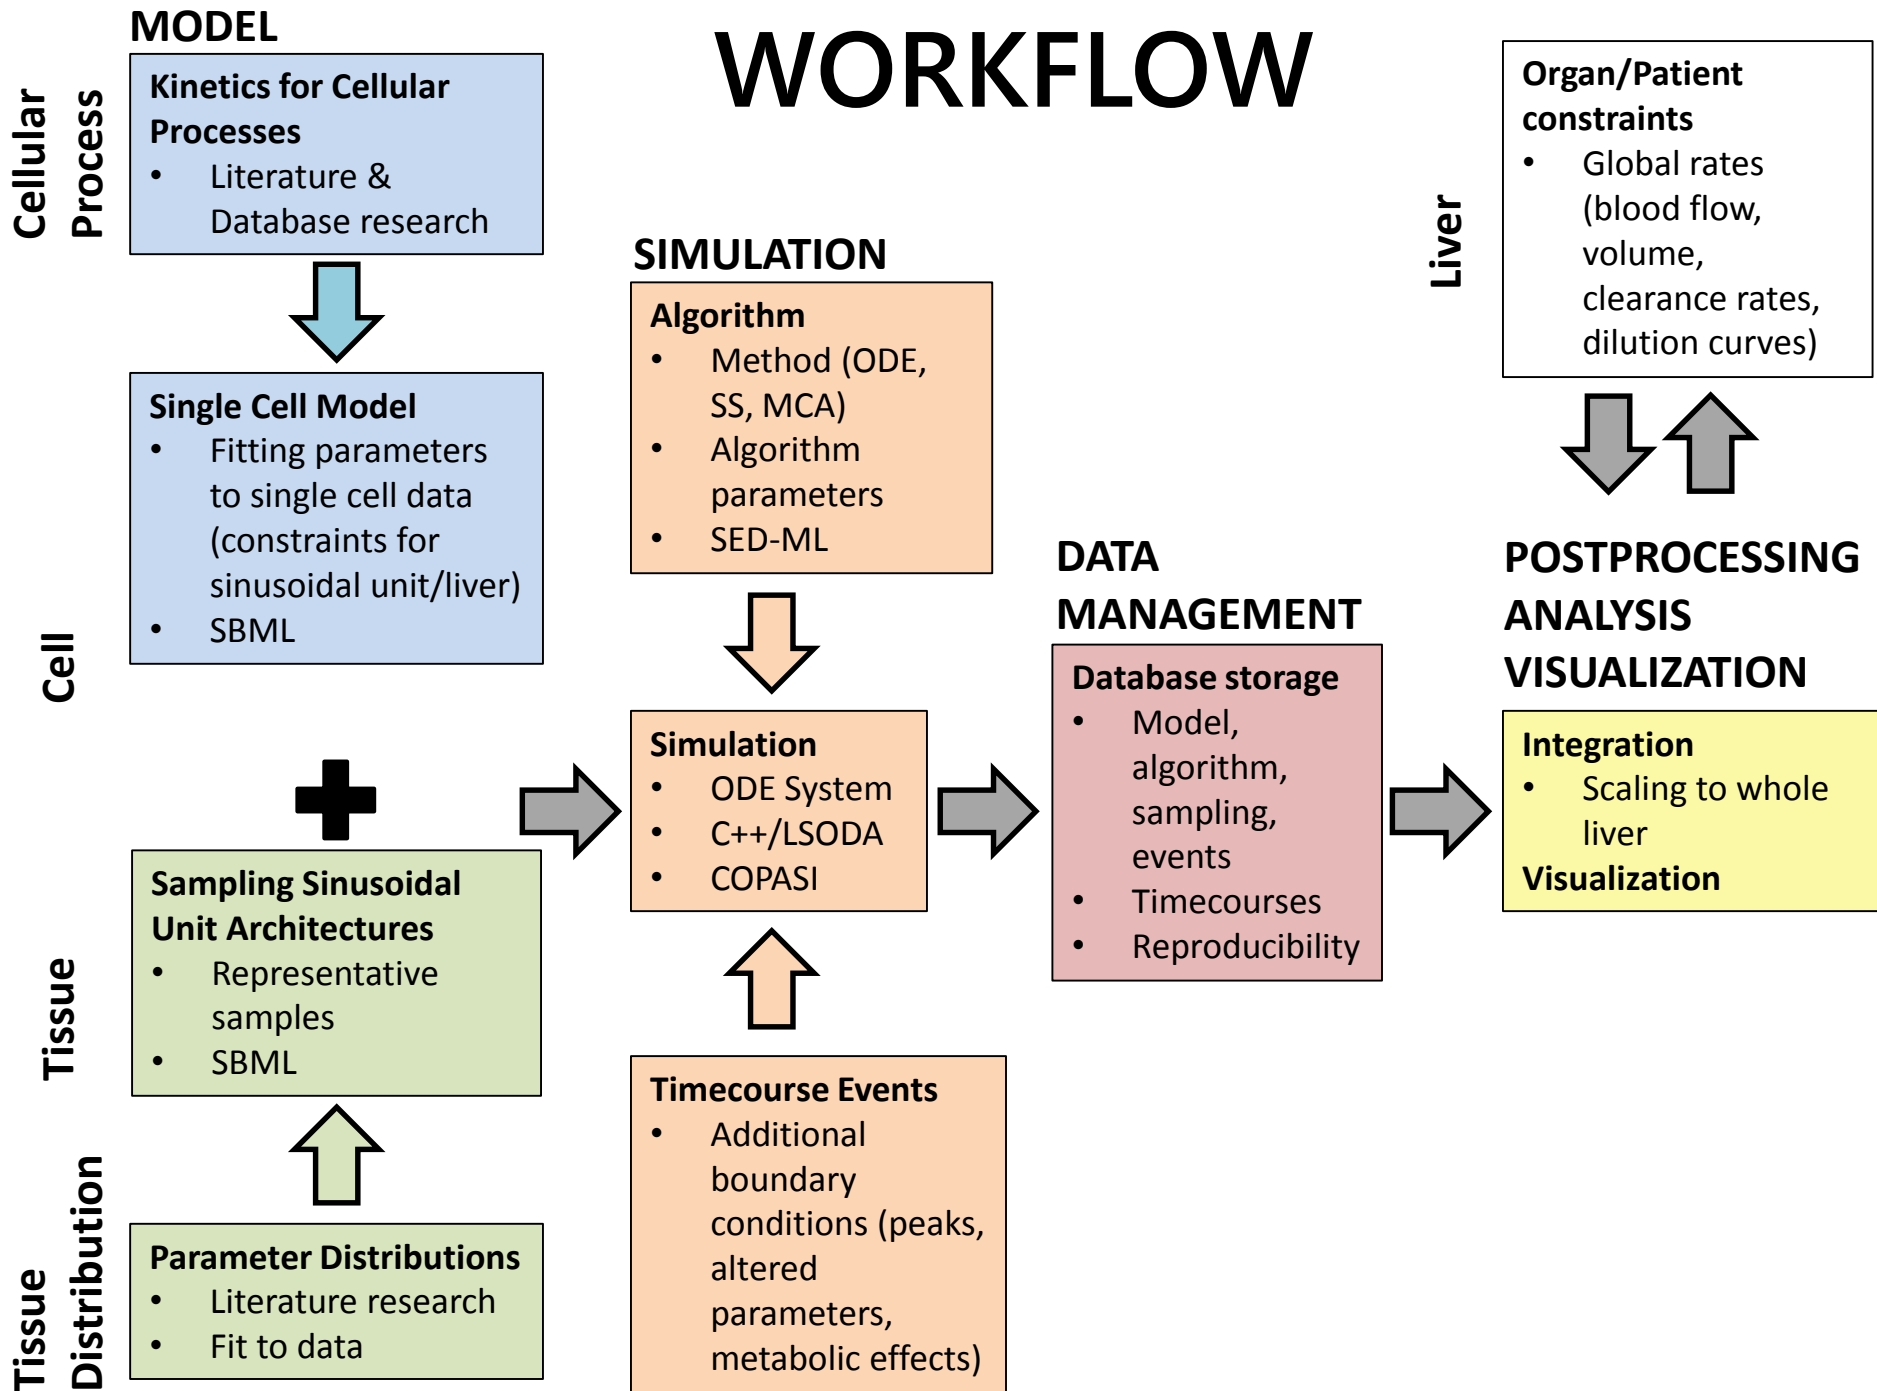 WORKFLOW
MODEL
Cellular
Process
Kinetics for Cellular
Processes
• Literature &
Database research
Cell
Single Cell Model
• Fitting parameters
to single cell data
(constraints for
sinusoidal unit/liver)
• SBML
Tissue
Sampling Sinusoidal
Unit Architectures
• Representative
samples
• SBML
Tissue
Distribution
Parameter Distributions
• Literature research
• Fit to data
SIMULATION
Algorithm
• Method (ODE,
SS, MCA)
• Algorithm
parameters
• SED-ML
Simulation
• ODE System
• C++/LSODA
• COPASI
Timecourse Events
• Additional
boundary
conditions (peaks,
altered
parameters,
metabolic effects)
DATA
MANAGEMENT
Database storage
• Model,
algorithm,
sampling,
events
• Timecourses
• Reproducibility
Liver
Organ/Patient
constraints
• Global rates
(blood flow,
volume,
clearance rates,
dilution curves)
POSTPROCESSING
ANALYSIS
VISUALIZATION
Integration
• Scaling to whole
liver
Visualization